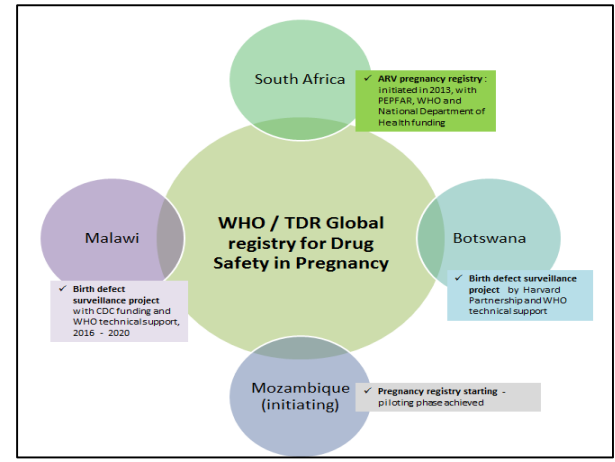 South Africa
✓ ARV pregnancy registry :
initiated in 2013, with
PEPFAR, WHO and
National Department of
Health funding
WHO / TDR Global
registry for Drug
Safety in Pregnancy
Malawi
✓ Birth defect
surveillance project
with CDC funding and
WHO technical support,
2016 - 2020
Botswana
✓ Birth defect surveillance
project by Harvard
Partnership and WHO
technical support
Mozambique
(initiating)
✓ Pregnancy registry starting -
piloting phase achieved